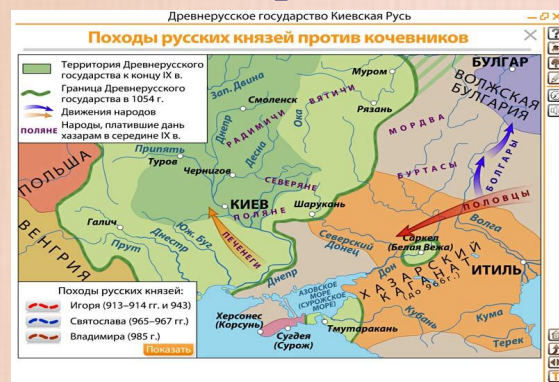 Древнерусское государство Киевская Русь
Походы русских князей против кочевников
Территория Древнерусского
государства к концу IX в.
Граница Древнерусского
государства в 1054 г.
Движения народов
ПОЛЯНЕ
Народы, платившие дань
хазарам в середине IX в.
БУЛГАР
ВОЛЖСКАЯ
БУЛГАРИЯ
БОЛГАРЫ
Муром
Зап. Двина
Смоленск
ВЯТИЧИ
Рязань
Днепр
РАДИМИЧИ
Ока
МОРДВА
Припять
Туров
Десна
Чернигов
СЕВЕРЯНЕ
БУРТАСЫ
ПОЛЬША
КИЕВ
ПОЛЯНЕ
Шарукань
ПОЛОВЦЫ
Галич
Юж. Буг
Днестр
Прут
ПЕЧЕНЕГИ
Северский
Донец
Саркел
(Белая Вежа)
Волга
ВЕНГРИЯ
Днепр
Дон
ХАЗАРСКИЙ
КАГАНАТ
(до 966г.)
ИТИЛЬ
АЗОВСКОЕ
МОРЕ
(СУРОЖСКОЕ
МОРЕ)
Херсонес
(Корсунь)
Сугдея
(Сурож)
Тмутаракань
Кубань
Кума
Терек
Походы русских князей:
Игоря (913–914 гг. и 943)
Святослава (965–967 гг.)
Владимира (985 г.)
Показать